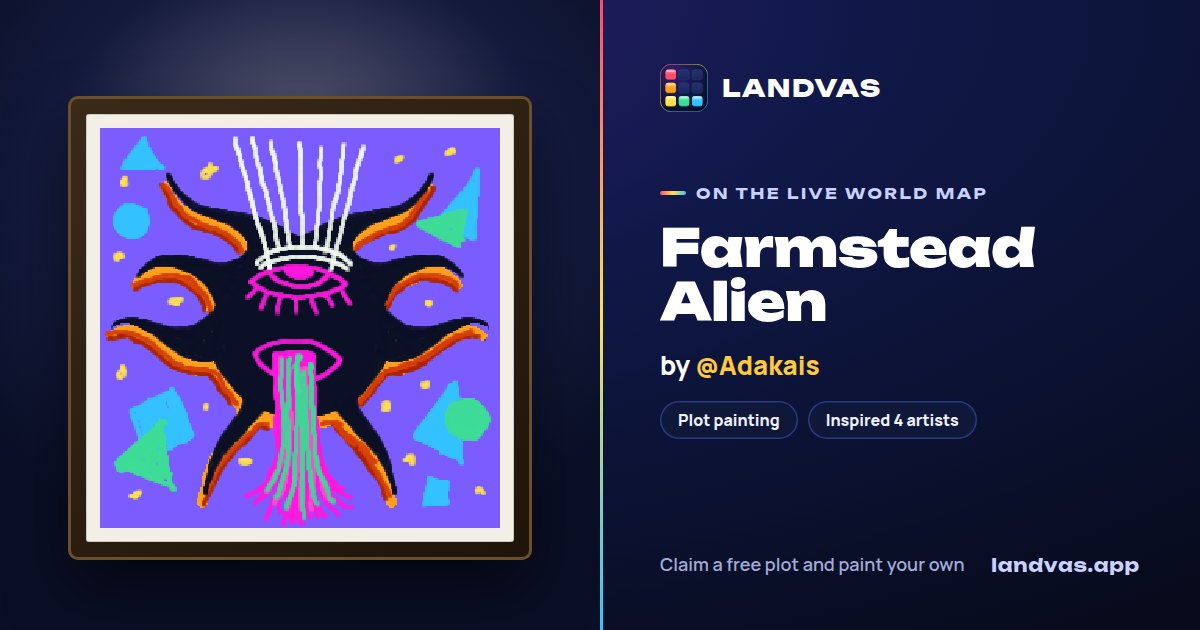 LANDVAS
ON THE LIVE WORLD MAP
Farmstead
Alien
by @Adakais
Plot painting
Inspired 4 artists
Claim a free plot and paint your own
landvas.app